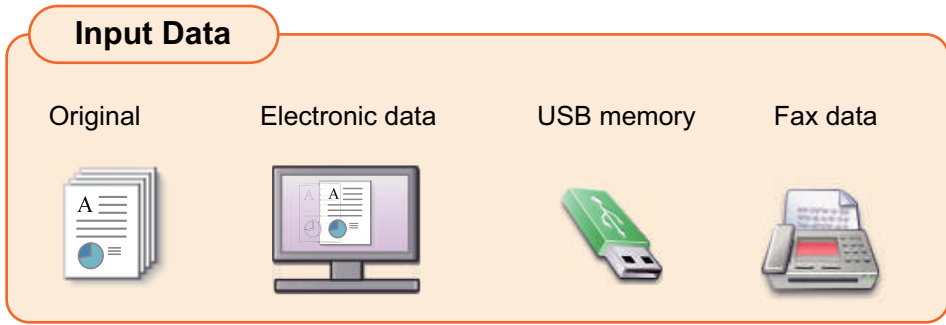 Input Data
Original Electronic data USB memory Fax data
A
A A